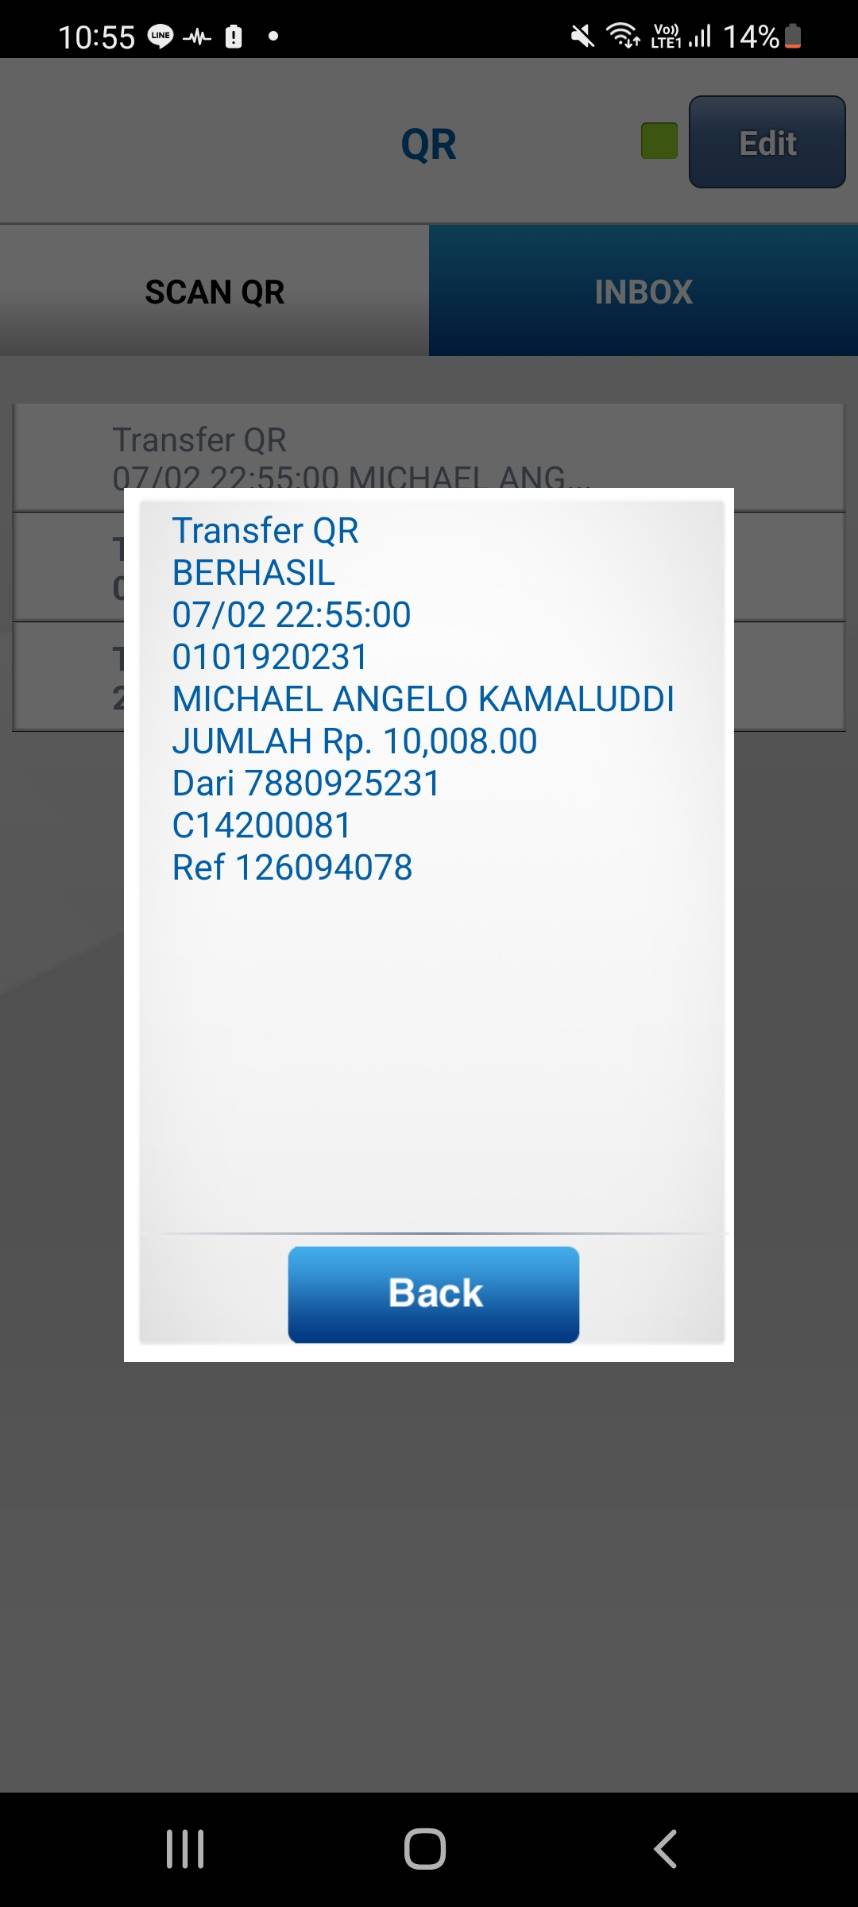 10:55
LINE
Vo))
LTE1
14%
QR
Edit
SCAN QR
INBOX
Transfer QR
07/02 22:55:00 MICHAEL ANG...
Transfer QR
BERHASIL
07/02 22:55:00
0101920231
MICHAEL ANGELO KAMALUDDI
JUMLAH Rp. 10,008.00
Dari 7880925231
C14200081
Ref 126094078
Back